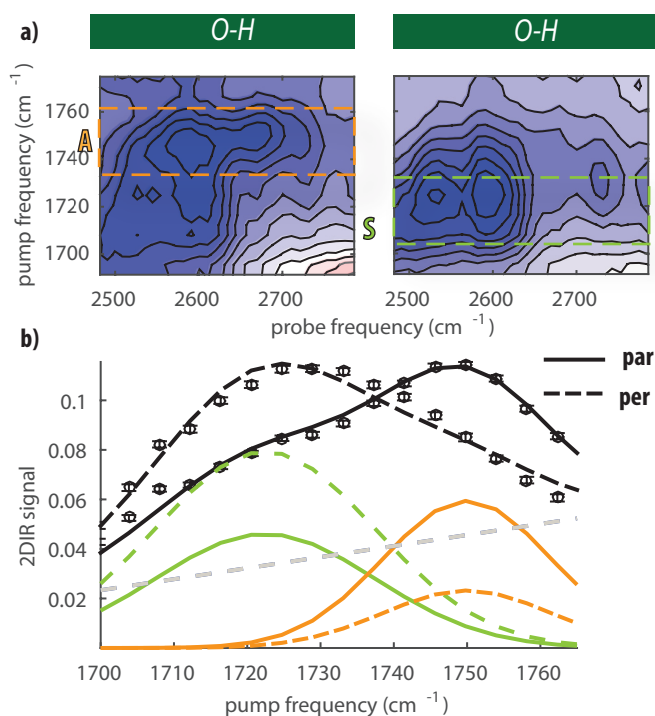 a)
O-H
O-H
pump frequency (cm -1)
1760
1740
1720
1700
A
S
2500
2600
2700
2500
2600
2700
probe frequency (cm -1)
b)
par
per
2DIR signal
0.1
0.08
0.06
0.04
0.02
1700
1710
1720
1730
1740
1750
1760
pump frequency (cm -1)